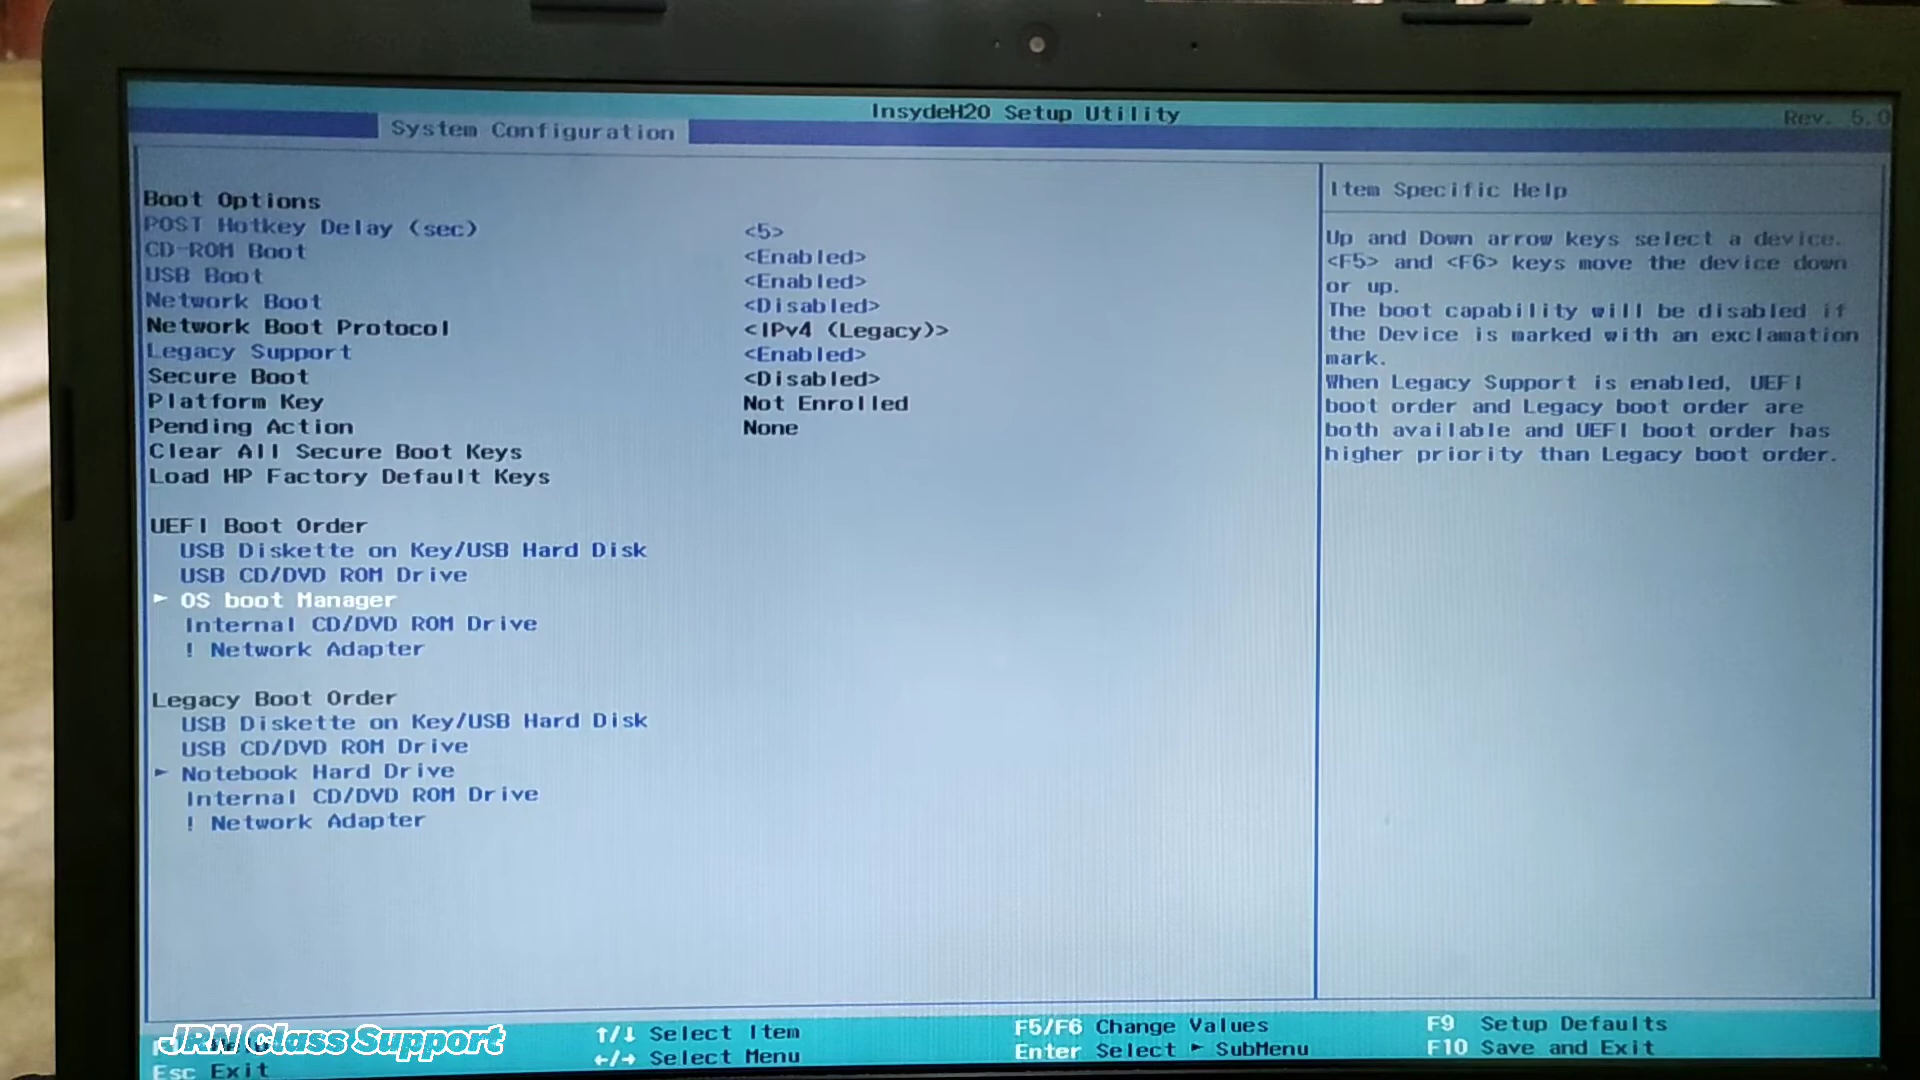 InsydeH2O Setup Utility
Rev. 5.0
System Configuration
Boot Options
POST Hotkey Delay (sec) <5>
CD-ROM Boot <Enabled>
USB Boot <Enabled>
Network Boot <Disabled>
Network Boot Protocol <IPv4 (Legacy)>
Legacy Support <Enabled>
Secure Boot <Disabled>
Platform Key Not Enrolled
Pending Action None
Clear All Secure Boot Keys
Load HP Factory Default Keys
UEFI Boot Order
USB Diskette on Key/USB Hard Disk
USB CD/DVD ROM Drive
► OS boot Manager
Internal CD/DVD ROM Drive
! Network Adapter
Legacy Boot Order
USB Diskette on Key/USB Hard Disk
USB CD/DVD ROM Drive
► Notebook Hard Drive
Internal CD/DVD ROM Drive
! Network Adapter
Item Specific Help
Up and Down arrow keys select a device.
<F5> and <F6> keys move the device down
or up.
The boot capability will be disabled if
the Device is marked with an exclamation
mark.
When Legacy Support is enabled, UEFI
boot order and Legacy boot order are
both available and UEFI boot order has
higher priority than Legacy boot order.
JRN Class Support
Esc Exit
↑/↓ Select Item
←/→ Select Menu
F5/F6 Change Values
Enter Select ► SubMenu
F9 Setup Defaults
F10 Save and Exit